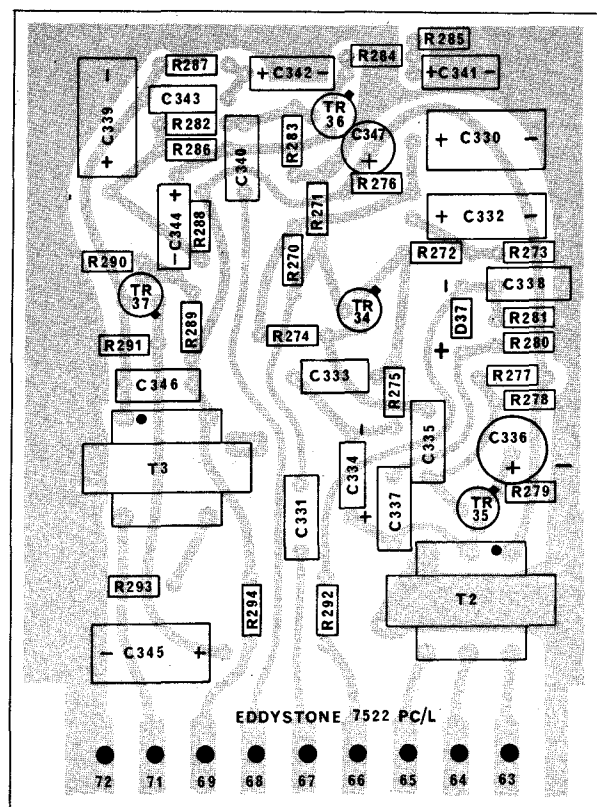 R285
R287
+ C342 -
R284
+ C341 -
- C339 +
C343
TR 36
R282
R283
C347 +
+ C330 -
R286
C340
R276
+ C344 -
R288
R271
+ C332 -
R290
R270
R272
R273
TR 37
- C338
TR 34
D37
R281
R289
R291
R274
+
R280
C346
C333
R275
R277
R278
T3
- C334 +
C335
C336 + -
C337
C331
TR 35
R279
R293
R294
R292
T2
- C345 +
EDDYSTONE 7522 PC/L
72 71 69 68 67 66 65 64 63